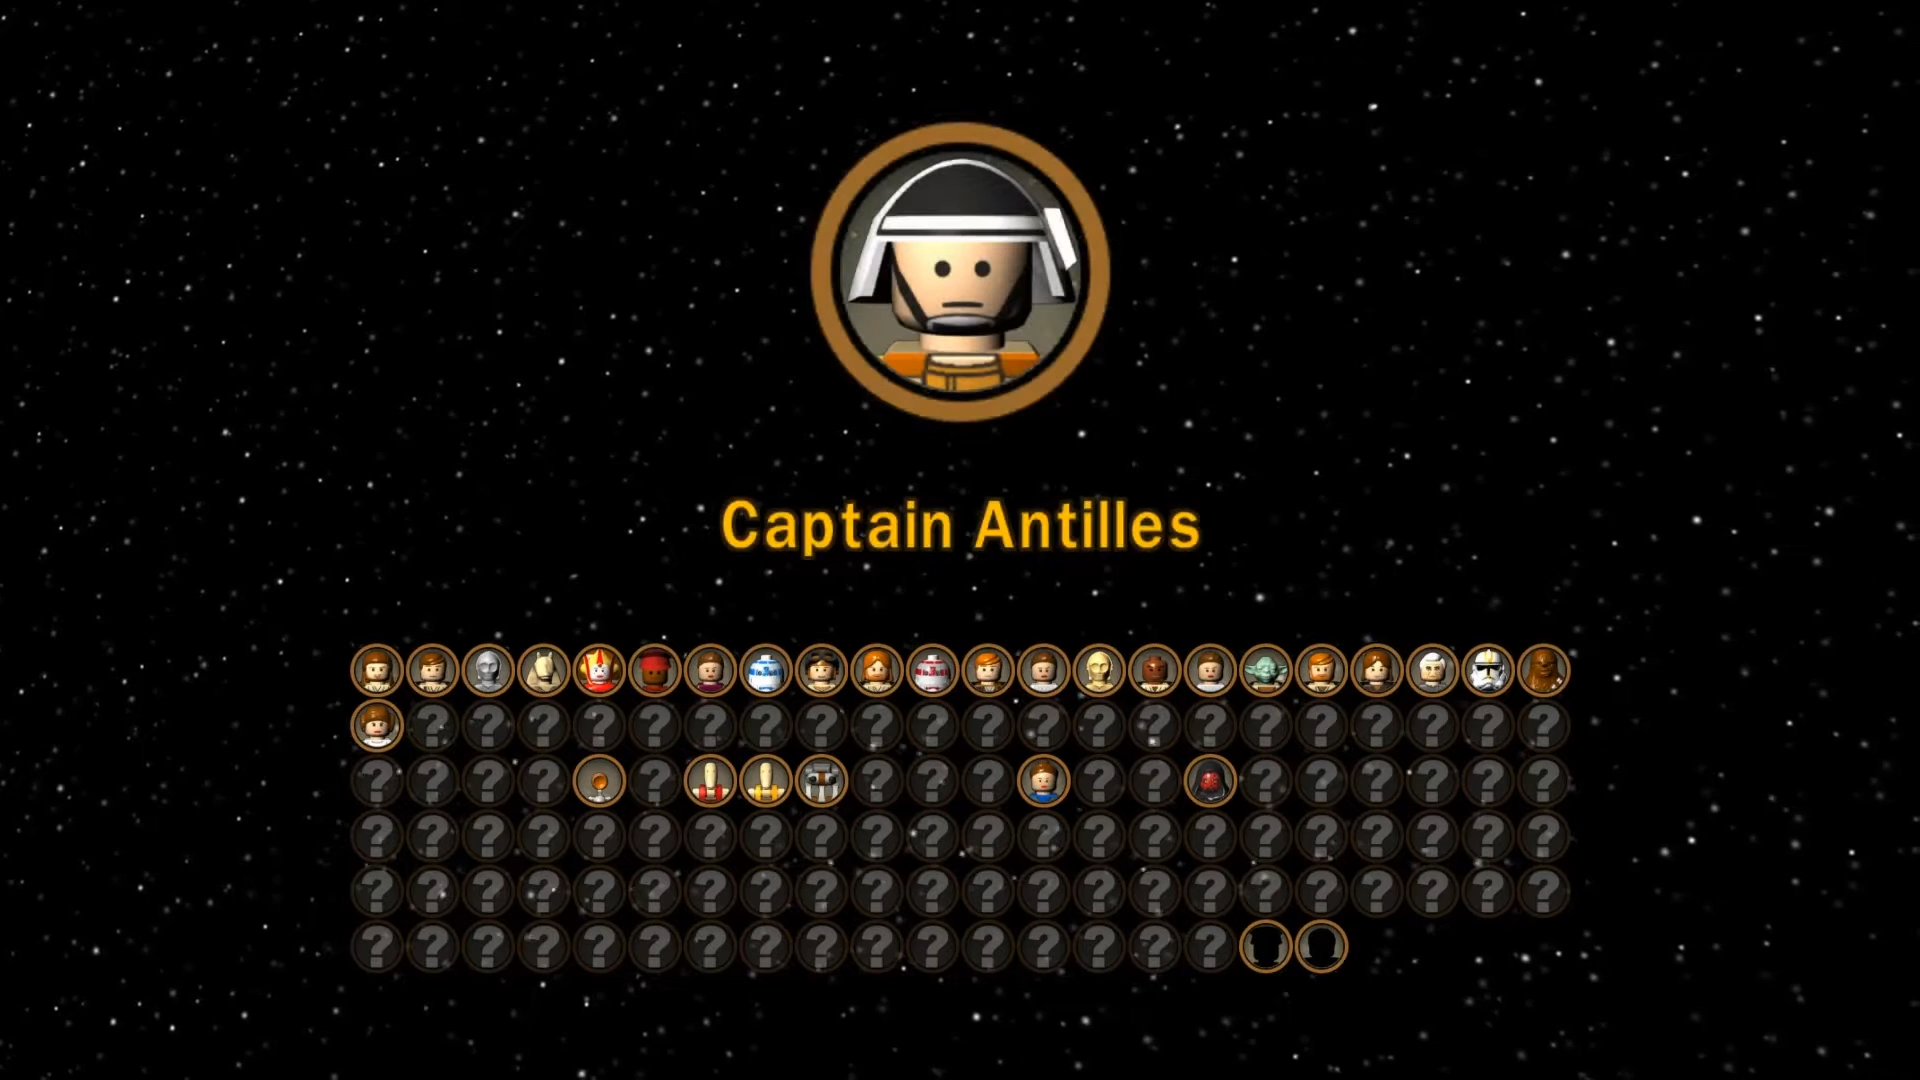 Captain Antilles
? ? ? ? ? ? ? ? ? ? ? ? ? ? ? ? ? ? ? ? ?
? ? ? ? ? ? ? ? ? ? ? ? ? ? ? ?
? ? ? ? ? ? ? ? ? ? ? ? ? ? ? ? ? ? ? ? ? ?
? ? ? ? ? ? ? ? ? ? ? ? ? ? ? ? ? ? ? ? ? ?
? ? ? ? ? ? ? ? ? ? ? ? ? ? ? ?